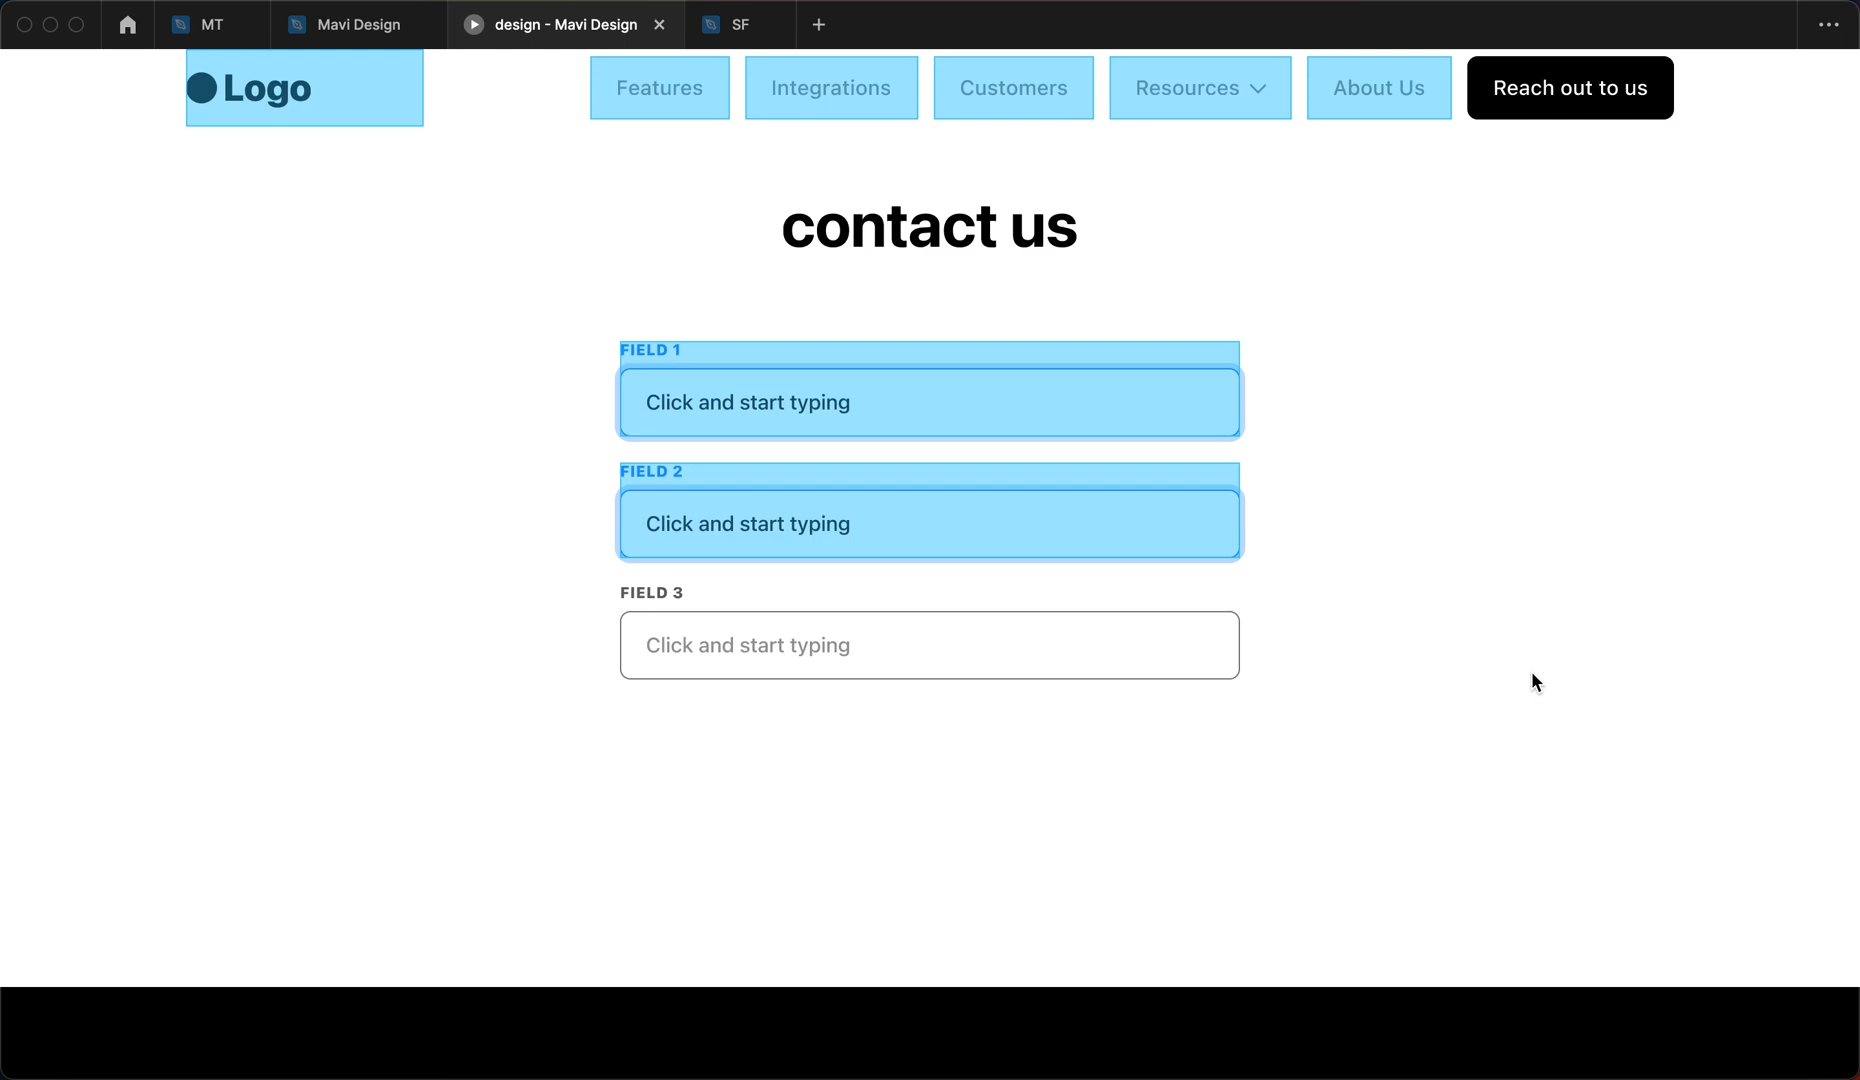 MT
Mavi Design
design - Mavi Design
SF
Logo
Features
Integrations
Customers
Resources
About Us
Reach out to us
contact us
FIELD 1
Click and start typing
FIELD 2
Click and start typing
FIELD 3
Click and start typing